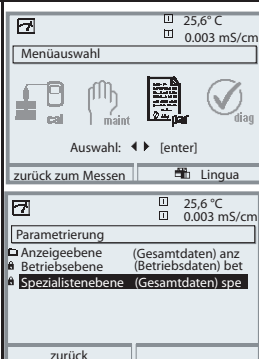 25,6° C
0.003 mS/cm
Menüauswahl
cal
maint
par
diag
Auswahl: [enter]
zurück zum Messen Lingua
25,6 °C
0.003 mS/cm
Parametrierung
Anzeigeebene (Gesamtdaten) anz
Betriebsebene (Betriebsdaten) bet
Spezialistenebene (Gesamtdaten) spe
zurück